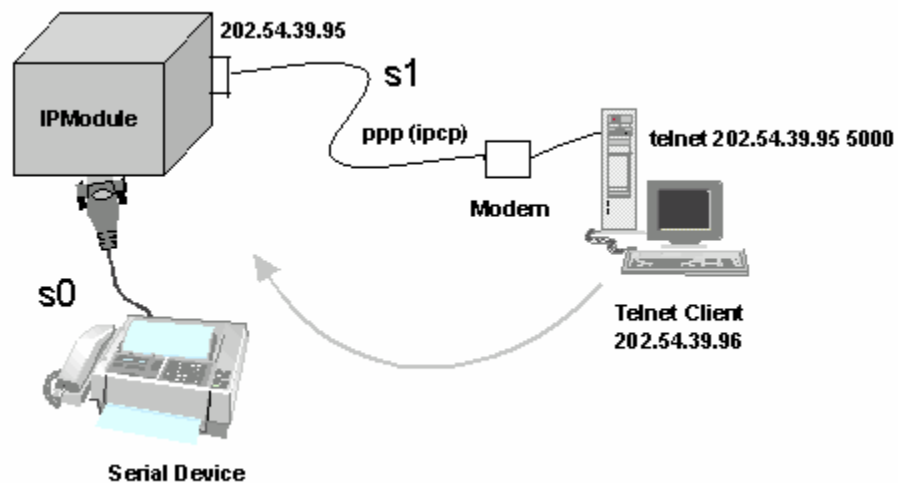 202.54.39.95
s1
IPModule
ppp (ipcp)
telnet 202.54.39.95 5000
Modem
s0
Telnet Client
202.54.39.96
Serial Device